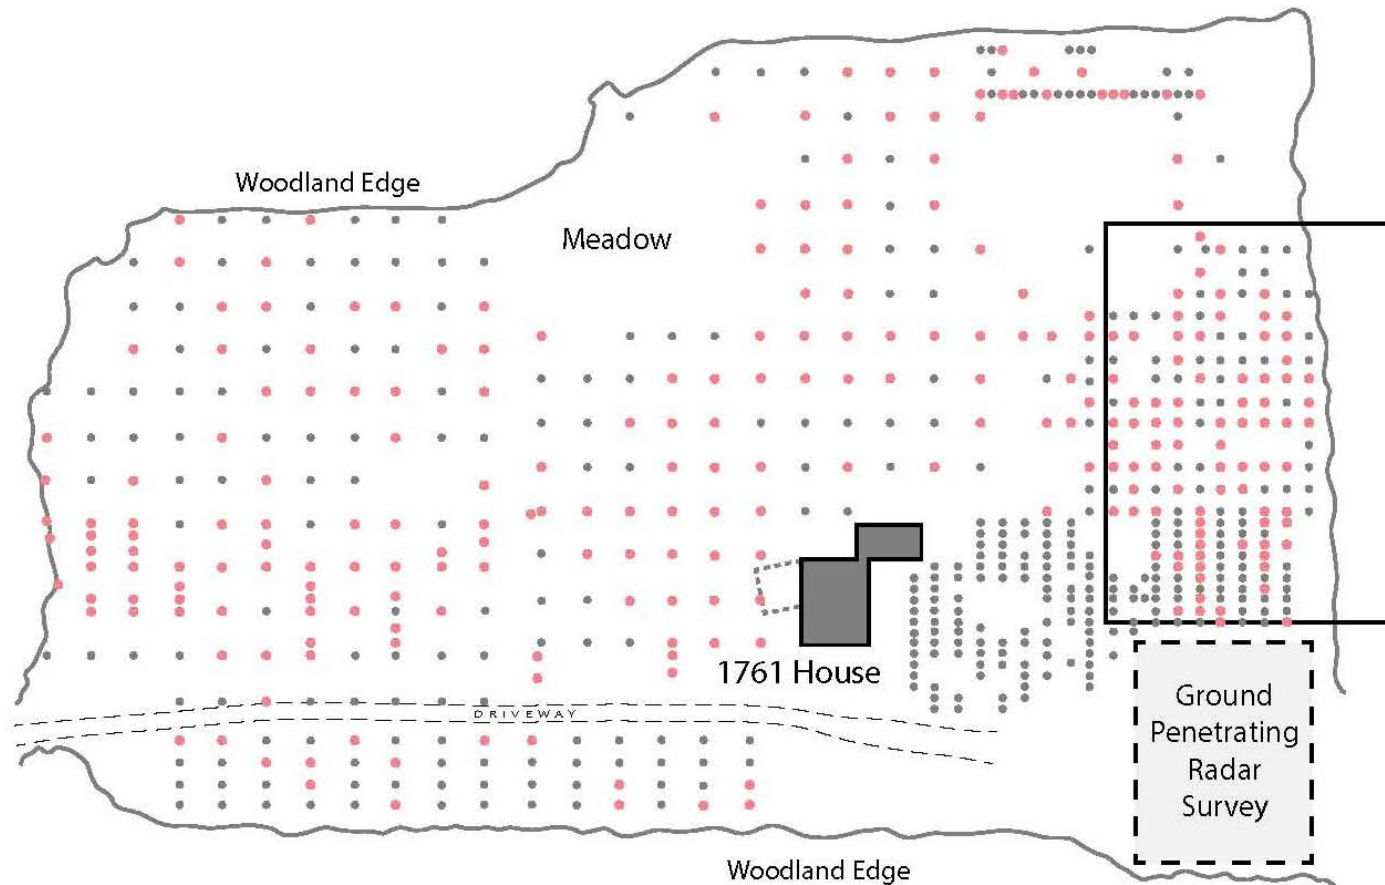 Woodland Edge
Meadow
1761 House
DRIVEWAY
Ground
Penetrating
Radar
Survey
Woodland Edge